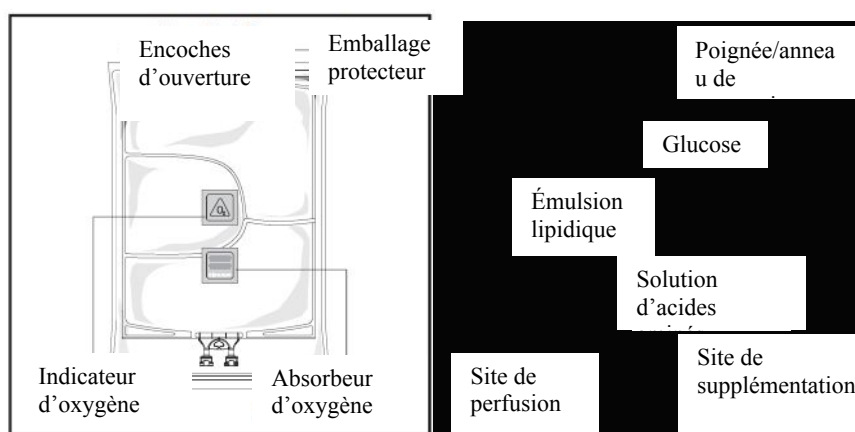 Encoches
d’ouverture
Emballage
protecteur
Indicateur
d’oxygène
Absorbeur
d’oxygène
Poignée/annea
u de
Glucose
Émulsion
lipidique
Solution
d’acides
Site de
perfusion
Site de
supplémentation